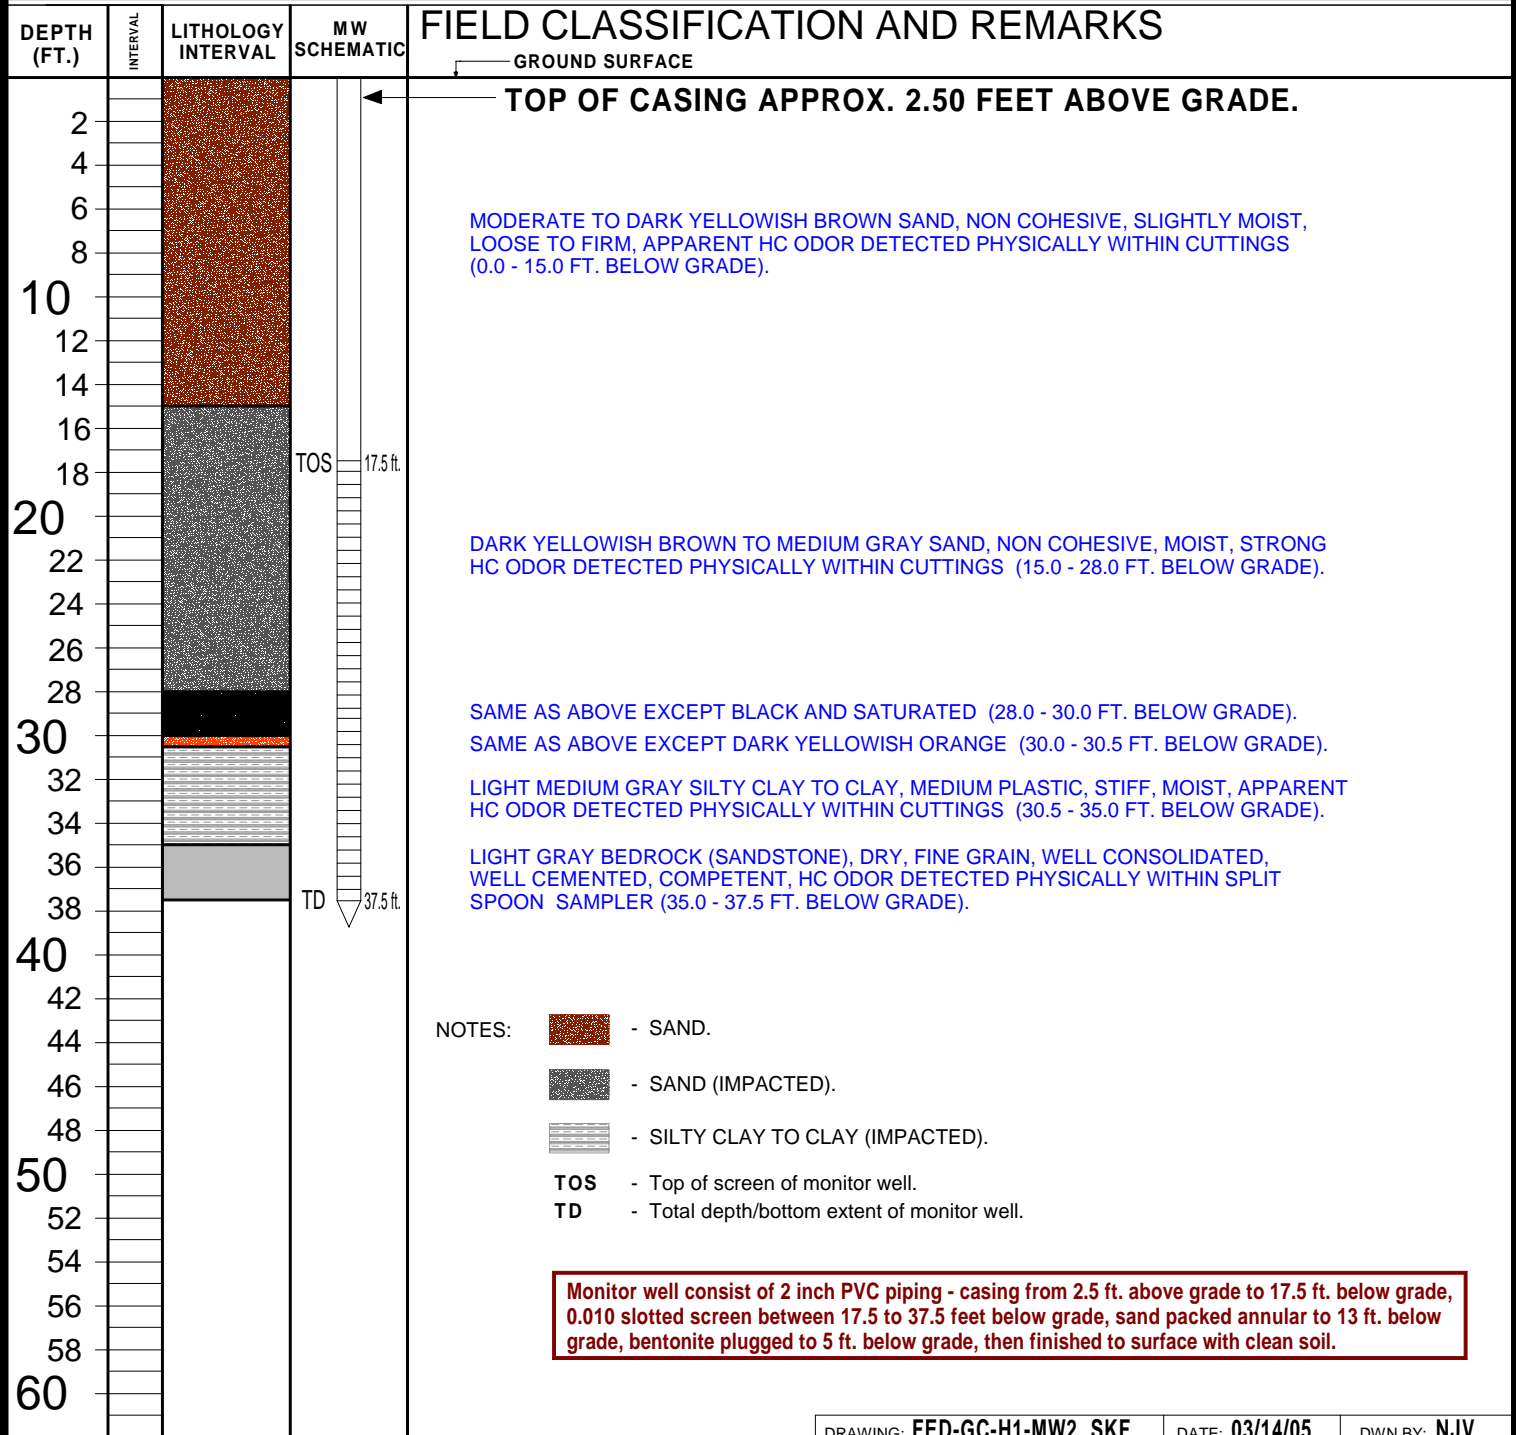 DEPTH
(FT.)
INTERVAL
LITHOLOGY
INTERVAL
MW
SCHEMATIC
FIELD CLASSIFICATION AND REMARKS
GROUND SURFACE
TOP OF CASING APPROX. 2.50 FEET ABOVE GRADE.
2
4
6
MODERATE TO DARK YELLOWISH BROWN SAND, NON COHESIVE, SLIGHTLY MOIST,
LOOSE TO FIRM, APPARENT HC ODOR DETECTED PHYSICALLY WITHIN CUTTINGS
(0.0 - 15.0 FT. BELOW GRADE).
8
10
12
14
16
18
TOS
17.5 ft.
20
22
DARK YELLOWISH BROWN TO MEDIUM GRAY SAND, NON COHESIVE, MOIST, STRONG
HC ODOR DETECTED PHYSICALLY WITHIN CUTTINGS (15.0 - 28.0 FT. BELOW GRADE).
24
26
28
SAME AS ABOVE EXCEPT BLACK AND SATURATED (28.0 - 30.0 FT. BELOW GRADE).
30
SAME AS ABOVE EXCEPT DARK YELLOWISH ORANGE (30.0 - 30.5 FT. BELOW GRADE).
32
LIGHT MEDIUM GRAY SILTY CLAY TO CLAY, MEDIUM PLASTIC, STIFF, MOIST, APPARENT
HC ODOR DETECTED PHYSICALLY WITHIN CUTTINGS (30.5 - 35.0 FT. BELOW GRADE).
34
36
LIGHT GRAY BEDROCK (SANDSTONE), DRY, FINE GRAIN, WELL CONSOLIDATED,
WELL CEMENTED, COMPETENT, HC ODOR DETECTED PHYSICALLY WITHIN SPLIT
SPOON SAMPLER (35.0 - 37.5 FT. BELOW GRADE).
38
TD
37.5 ft.
40
42
44
46
48
50
52
54
56
58
60
NOTES:
- SAND.
- SAND (IMPACTED).
- SILTY CLAY TO CLAY (IMPACTED).
TOS - Top of screen of monitor well.
TD - Total depth/bottom extent of monitor well.
Monitor well consist of 2 inch PVC piping - casing from 2.5 ft. above grade to 17.5 ft. below grade,
0.010 slotted screen between 17.5 to 37.5 feet below grade, sand packed annular to 13 ft. below
grade, bentonite plugged to 5 ft. below grade, then finished to surface with clean soil.
DRAWING: FED-GC-H1-MW2. SKF
DATE: 03/14/05
DWN BY: NJV